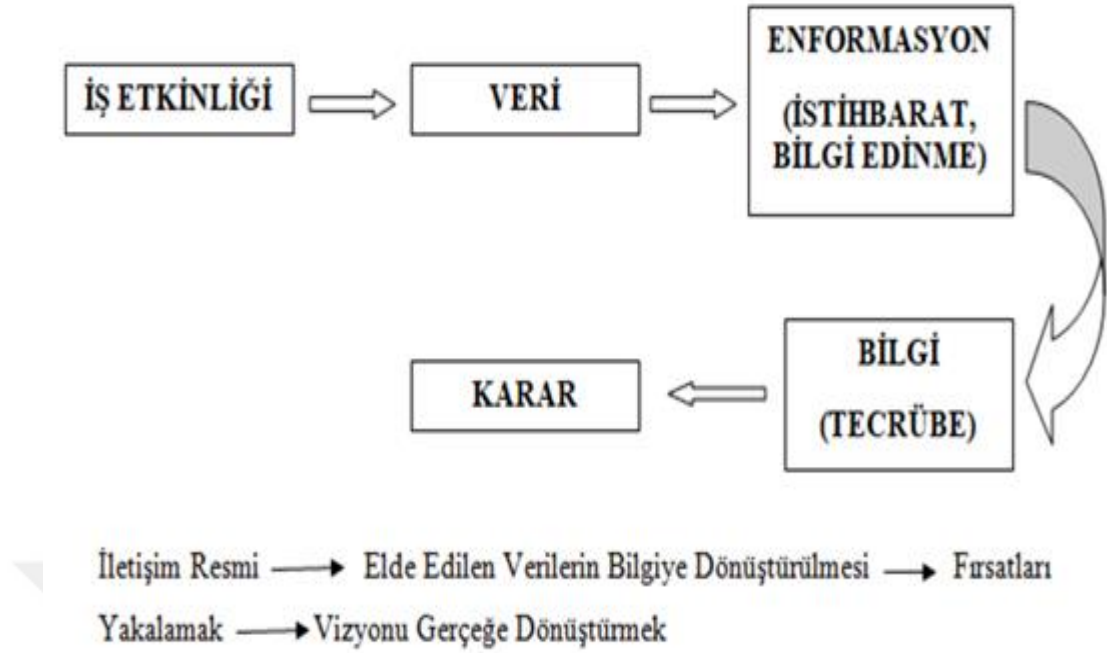 İŞ ETKİNLİĞİ
VERİ
ENFORMASYON
(İSTİHBARAT,
BİLGİ EDİNME)
BİLGİ
(TECRÜBE)
KARAR
İletişim Resmi → Elde Edilen Verilerin Bilgiye Dönüştürülmesi → Fırsatları
Yakalamak → Vizyonu Gerçeğe Dönüştürmek